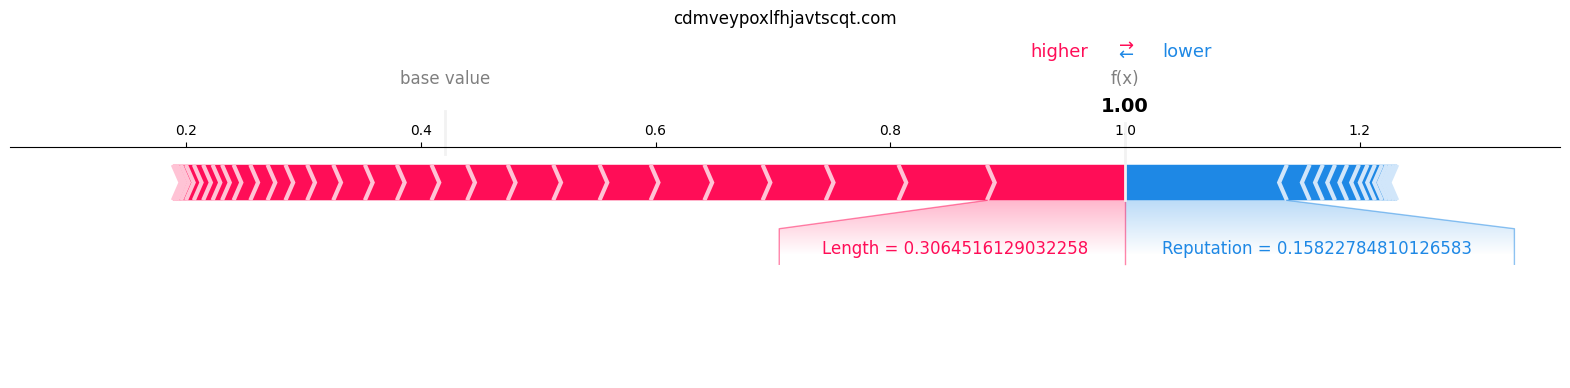 cdmveypoxlfhjavtscqt.com
higher → ← lower
base value f(x)
1.00
0.2 0.4 0.6 0.8 1.0 1.2
Length = 0.3064516129032258 Reputation = 0.15822784810126583